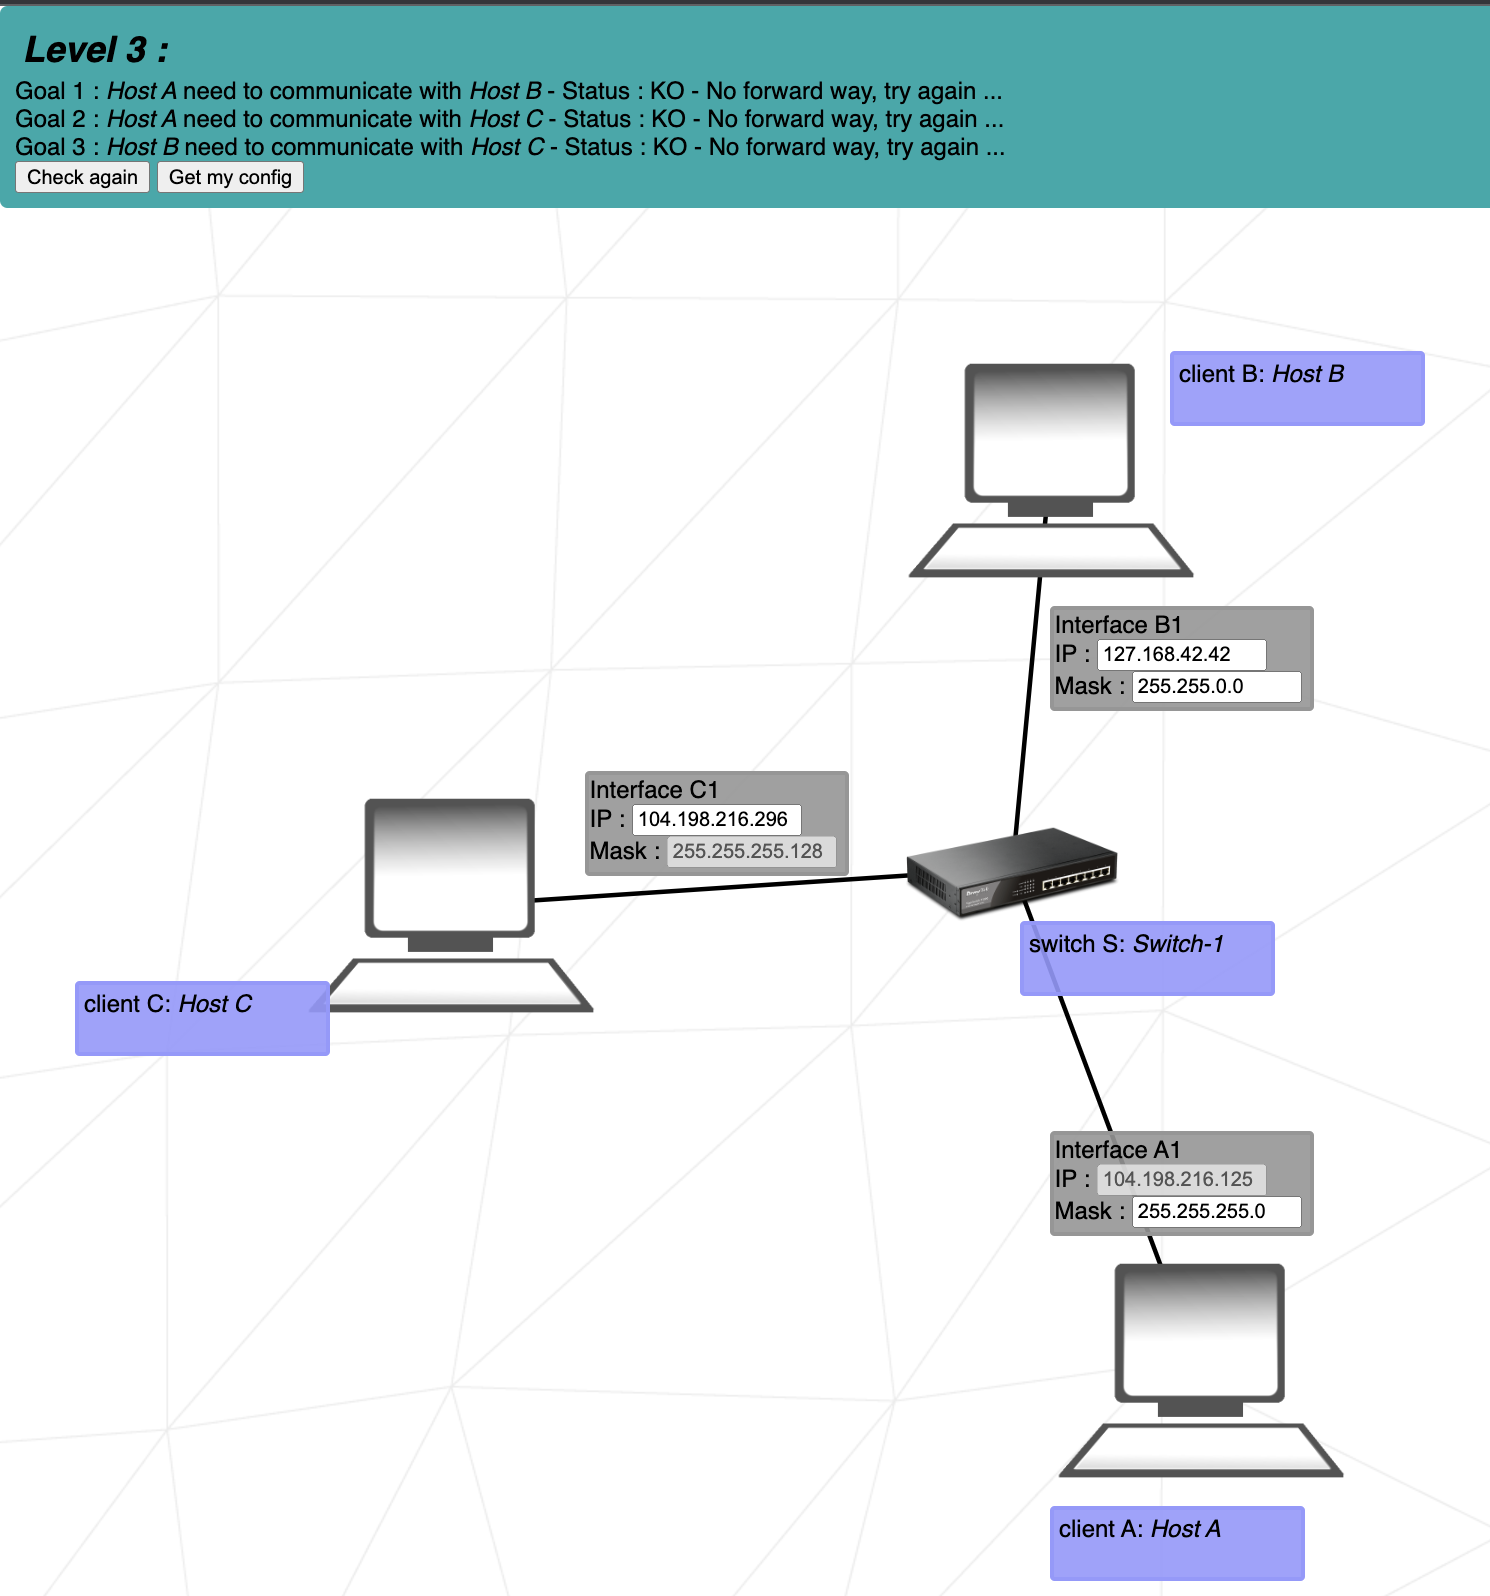 Level 3 :
Goal 1 : Host A need to communicate with Host B - Status : KO - No forward way, try again ...
Goal 2 : Host A need to communicate with Host C - Status : KO - No forward way, try again ...
Goal 3 : Host B need to communicate with Host C - Status : KO - No forward way, try again ...
Check again Get my config
client B: Host B
Interface B1
IP : 127.168.42.42
Mask : 255.255.0.0
Interface C1
IP : 104.198.216.296
Mask : 255.255.255.128
switch S: Switch-1
client C: Host C
Interface A1
IP : 104.198.216.125
Mask : 255.255.255.0
client A: Host A